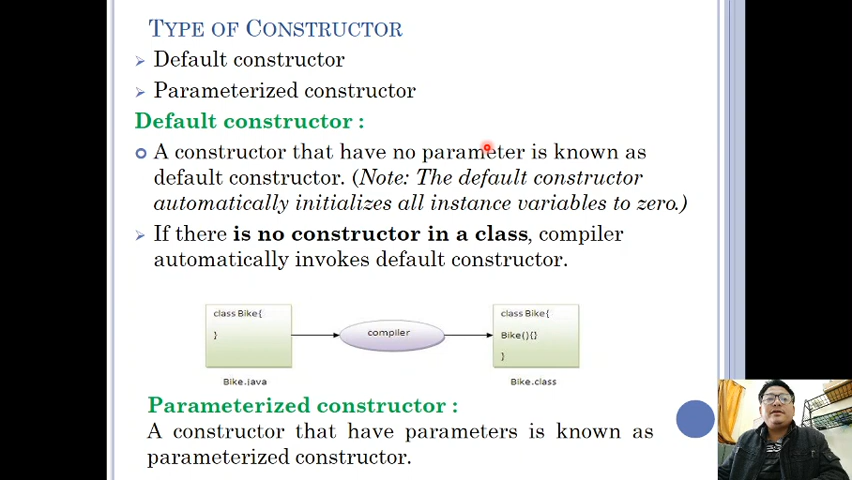 TYPE OF CONSTRUCTOR
Default constructor
Parameterized constructor
Default constructor :
A constructor that have no parameter is known as
default constructor. (Note: The default constructor
automatically initializes all instance variables to zero.)
If there is no constructor in a class, compiler
automatically invokes default constructor.
class Bike{
}
Bike.java
compiler
class Bike{
Bike(){}
}
Bike.class
Parameterized constructor :
A constructor that have parameters is known as
parameterized constructor.